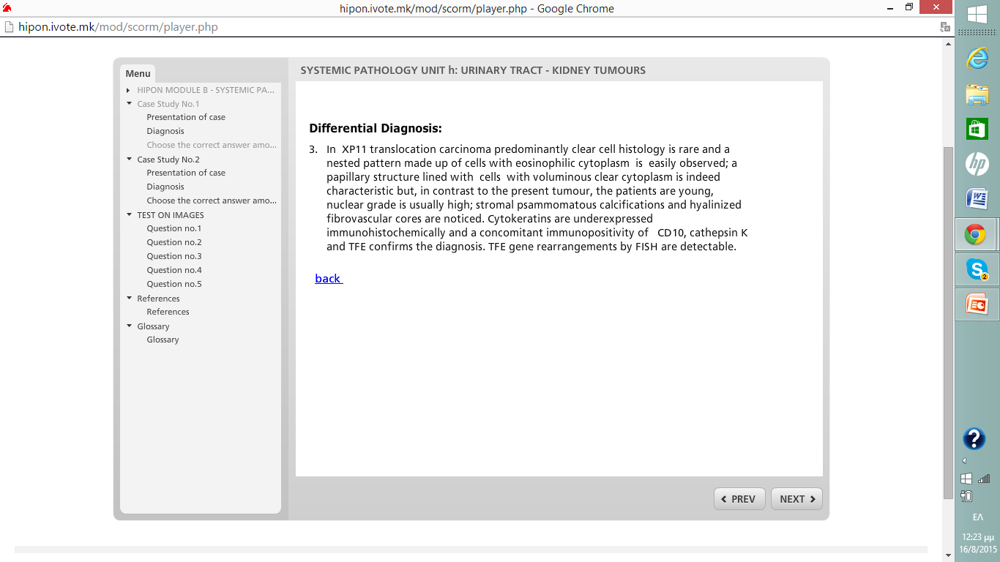 hipon.ivote.mk/mod/scorm/player.php - Google Chrome
hipon.ivote.mk/mod/scorm/player.php
Menu
HIPON MODULE B - SYSTEMIC PA...
Case Study No.1
Presentation of case
Diagnosis
Choose the correct answer amo...
Case Study No.2
Presentation of case
Diagnosis
Choose the correct answer amo...
TEST ON IMAGES
Question no.1
Question no.2
Question no.3
Question no.4
Question no.5
References
References
Glossary
Glossary
SYSTEMIC PATHOLOGY UNIT h: URINARY TRACT - KIDNEY TUMOURS
Differential Diagnosis:
3. In XP11 translocation carcinoma predominantly clear cell histology is rare and a
nested pattern made up of cells with eosinophilic cytoplasm is easily observed; a
papillary structure lined with cells with voluminous clear cytoplasm is indeed
characteristic but, in contrast to the present tumour, the patients are young,
nuclear grade is usually high; stromal psammomatous calcifications and hyalinized
fibrovascular cores are noticed. Cytokeratins are underexpressed
immunohistochemically and a concomitant immunopositivity of CD10, cathepsin K
and TFE confirms the diagnosis. TFE gene rearrangements by FISH are detectable.
back
PREV
NEXT
hp
2
ΕΛ
12:23 μμ
16/8/2015